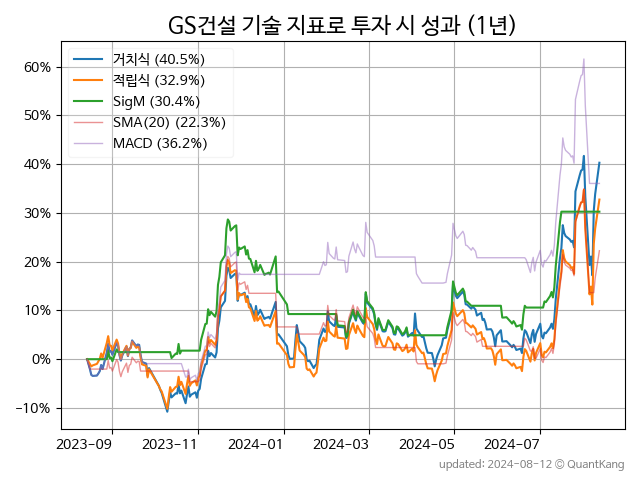 GS건설 기술 지표로 투자 시 성과 (1년)
거치식 (40.5%)
적립식 (32.9%)
SigM (30.4%)
SMA(20) (22.3%)
MACD (36.2%)
60%
50%
40%
30%
20%
10%
0%
−10%
2023-09 2023-11 2024-01 2024-03 2024-05 2024-07
updated: 2024-08-12 © QuantKang